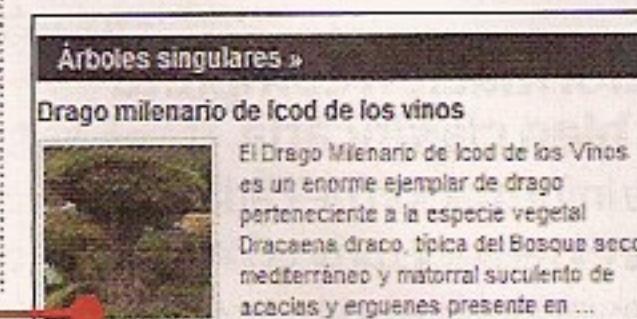 Árboles singulares »
Drago milenario de Icod de los vinos
El Drago Milenario de Icod de los Vinos
es un enorme ejemplar de drago
perteneciente a la especie vegetal
Dracaena draco, típica del Bosque seco
mediterráneo y matorral suculento de
acacias y erguenes presente en ...